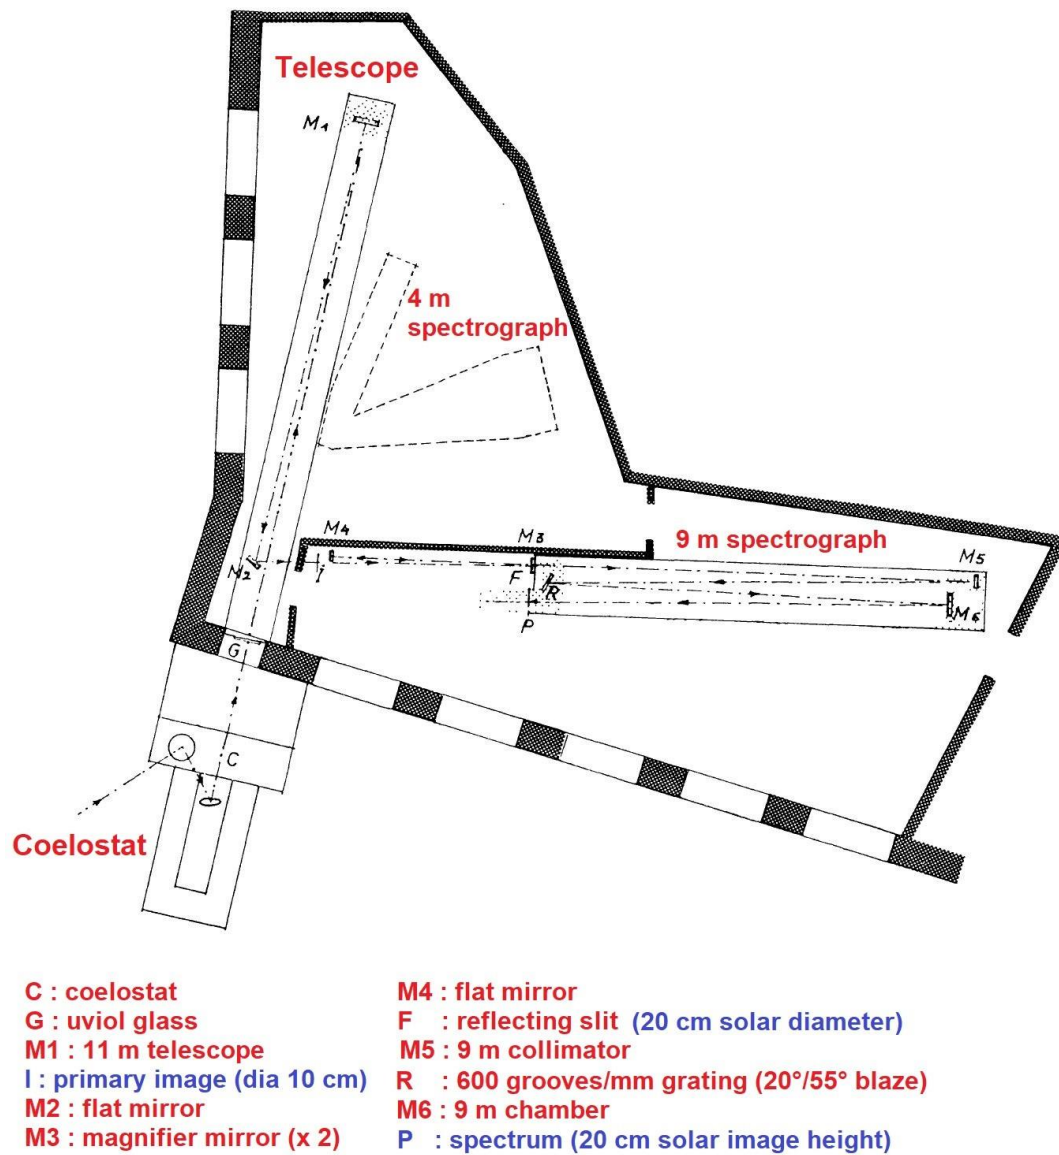 Telescope
M1
4 m
spectrograph
M4
M3
9 m spectrograph
M5
M2
I
F
R
M6
P
G
C
Coelostat
C : coelostat
G : uviol glass
M1 : 11 m telescope
I : primary image (dia 10 cm)
M2 : flat mirror
M3 : magnifier mirror (x 2)
M4 : flat mirror
F : reflecting slit (20 cm solar diameter)
M5 : 9 m collimator
R : 600 grooves/mm grating (20°/55° blaze)
M6 : 9 m chamber
P : spectrum (20 cm solar image height)